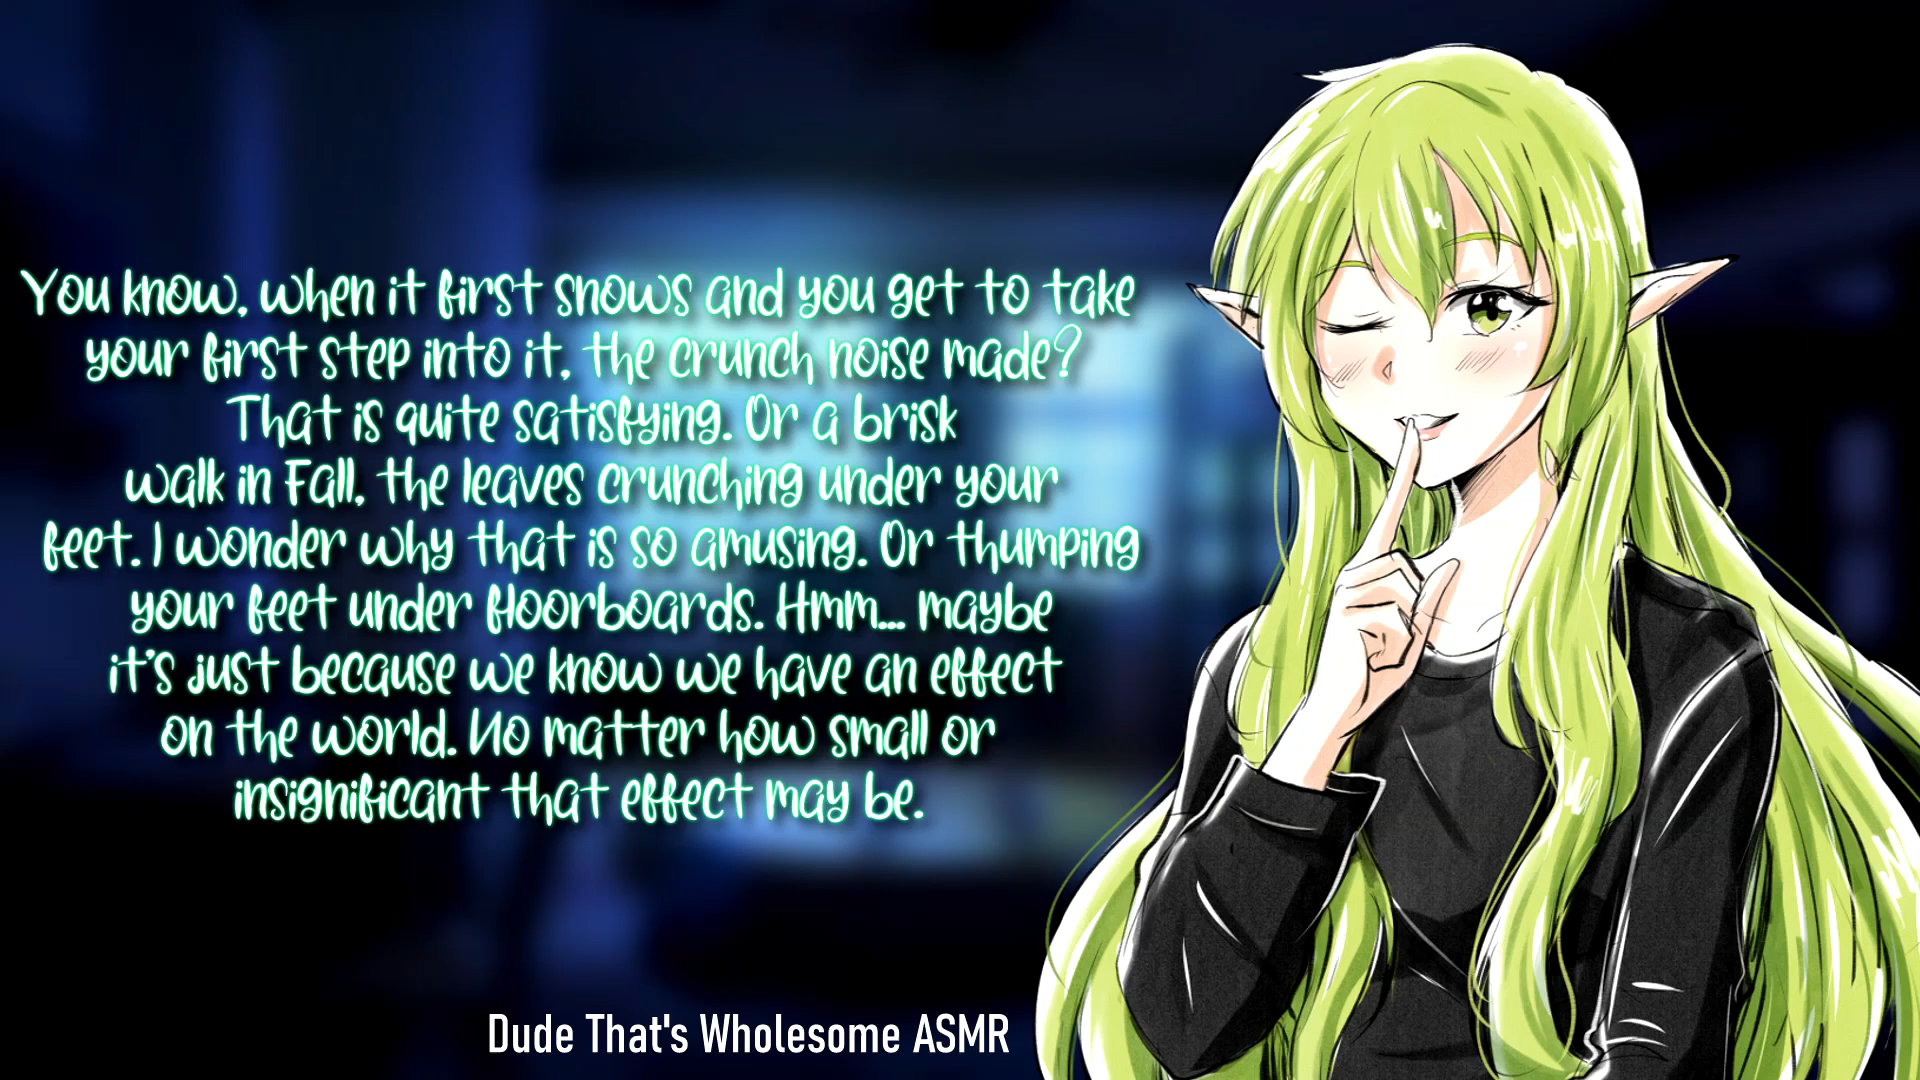 You know, when it first snows and you get to take
your first step into it, the crunch noise made?
That is quite satisfying. Or a brisk
walk in Fall, the leaves crunching under your
feet. I wonder why that is so amusing. Or thumping
your feet under floorboards. Hmm... maybe
it's just because we know we have an effect
on the world. No matter how small or
insignificant that effect may be.
Dude That's Wholesome ASMR